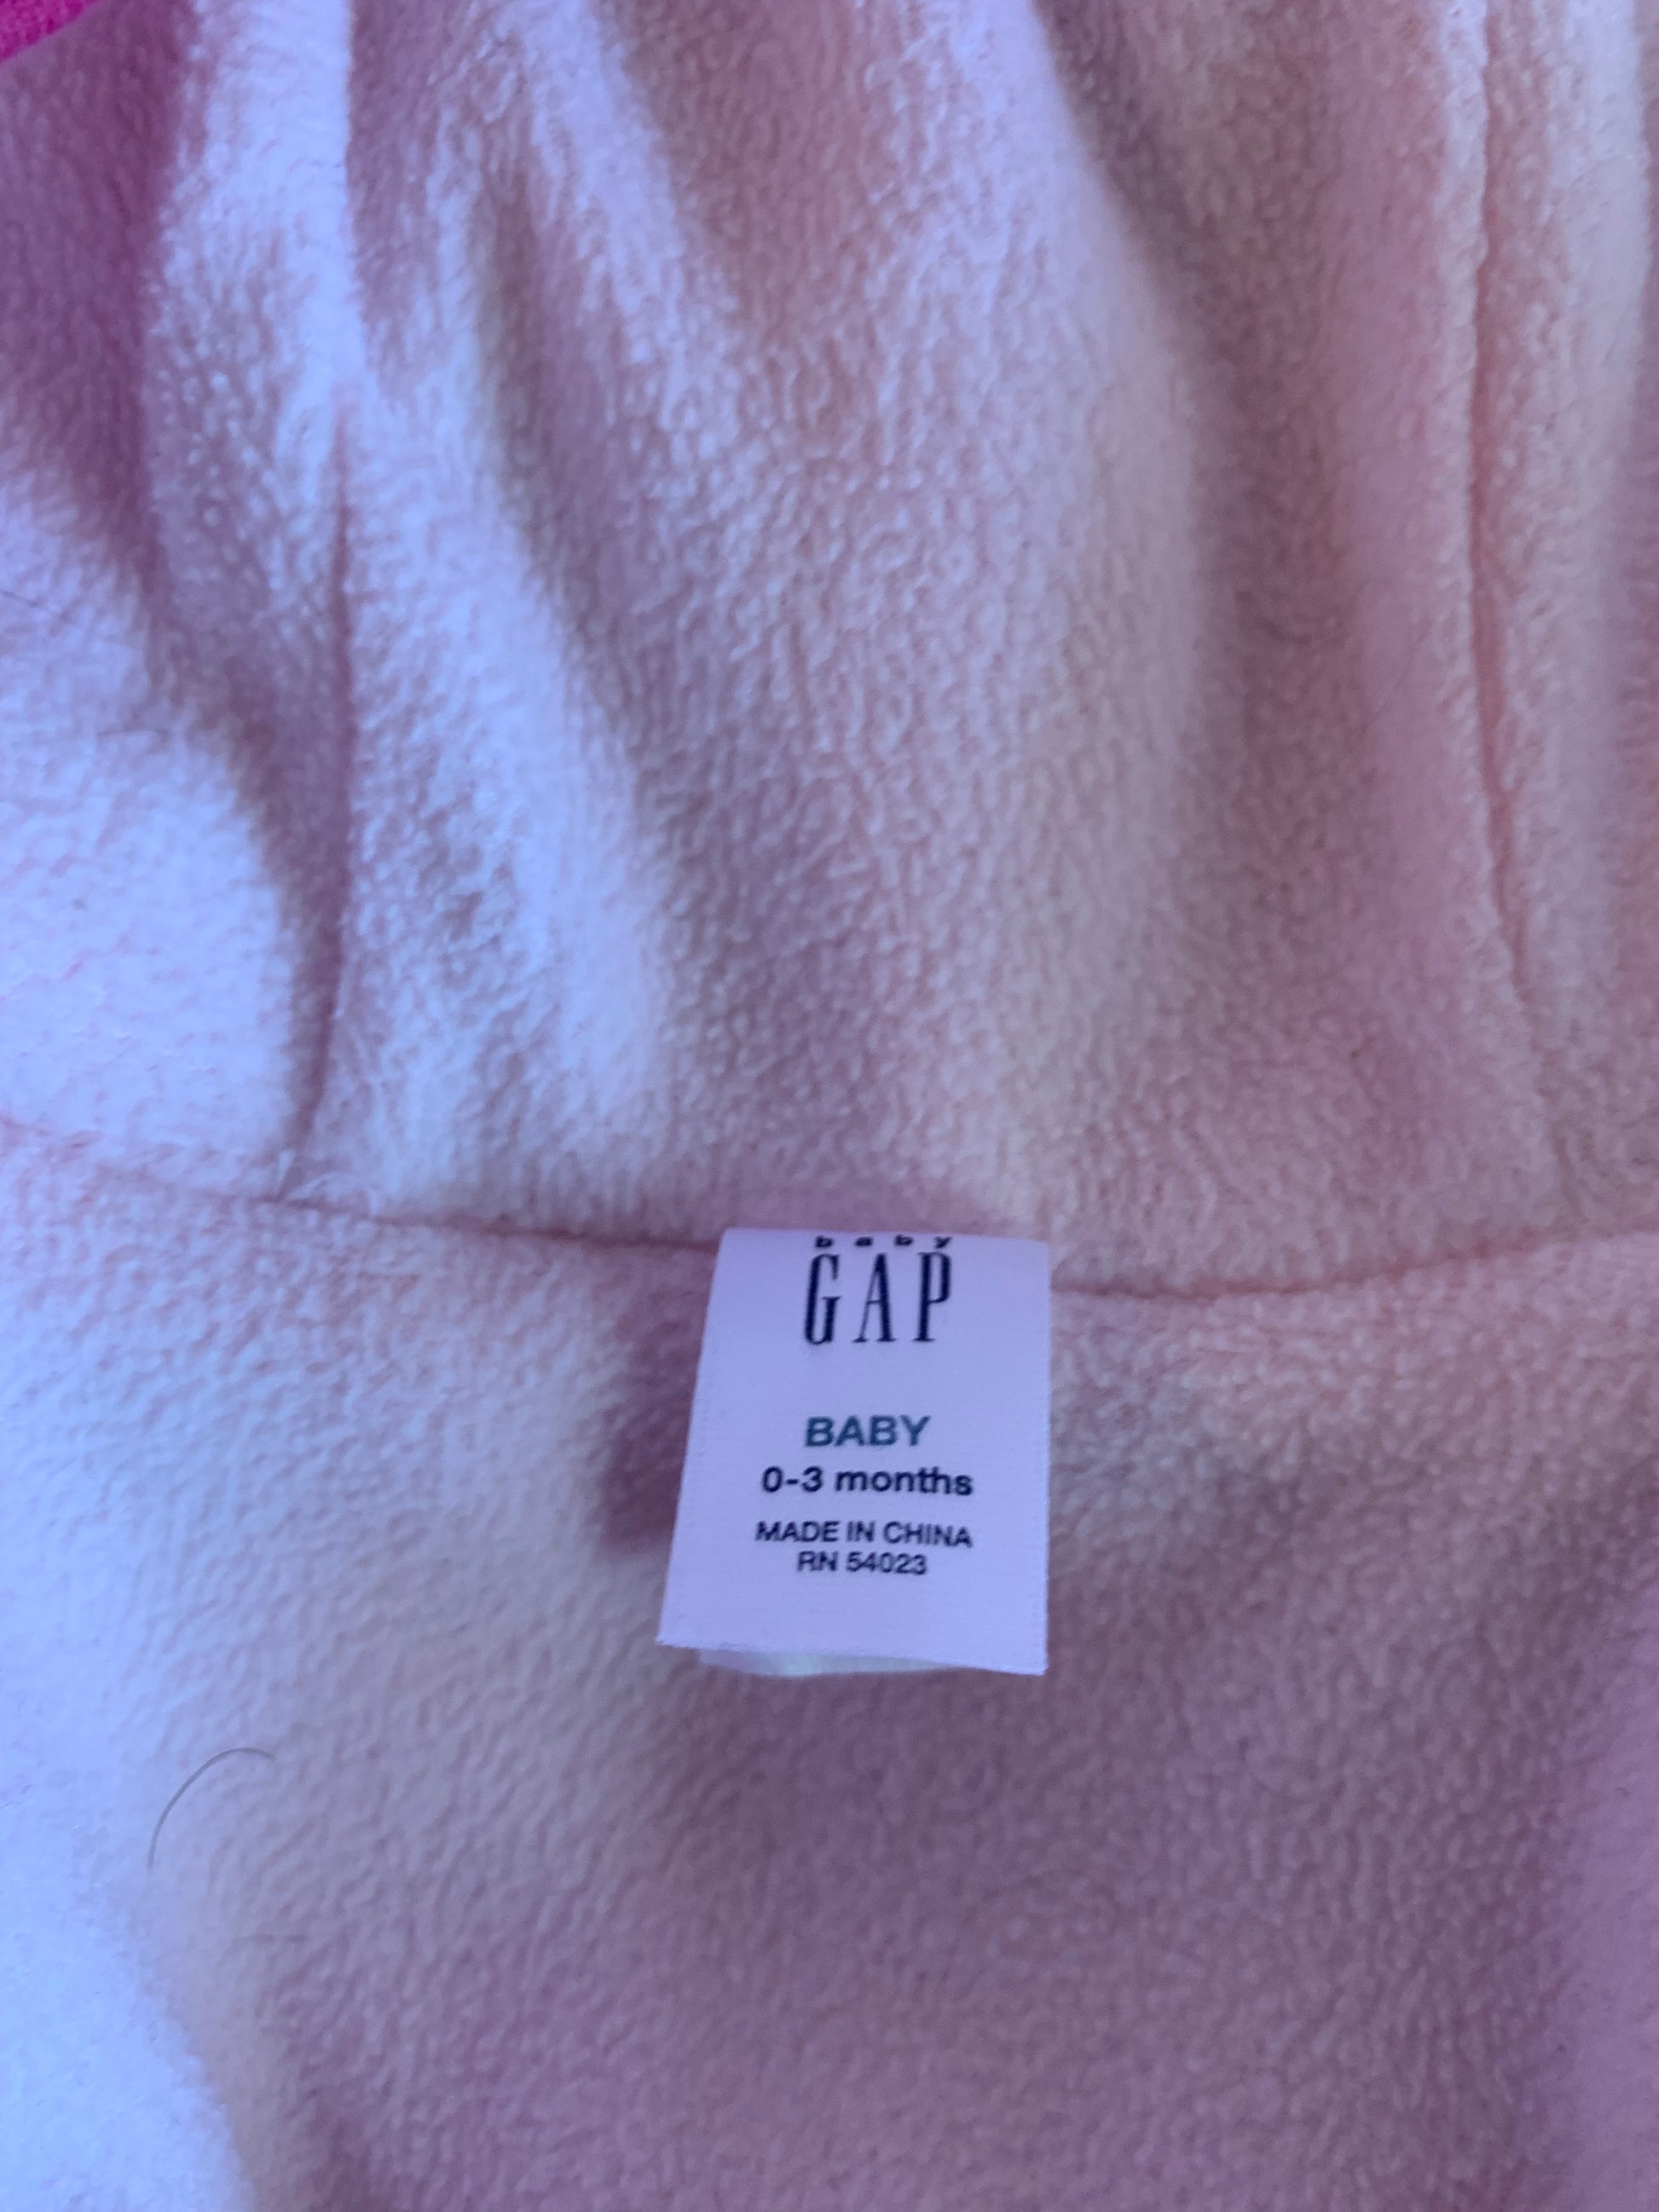 baby
GAP
BABY
0-3 months
MADE IN CHINA
RN 54023